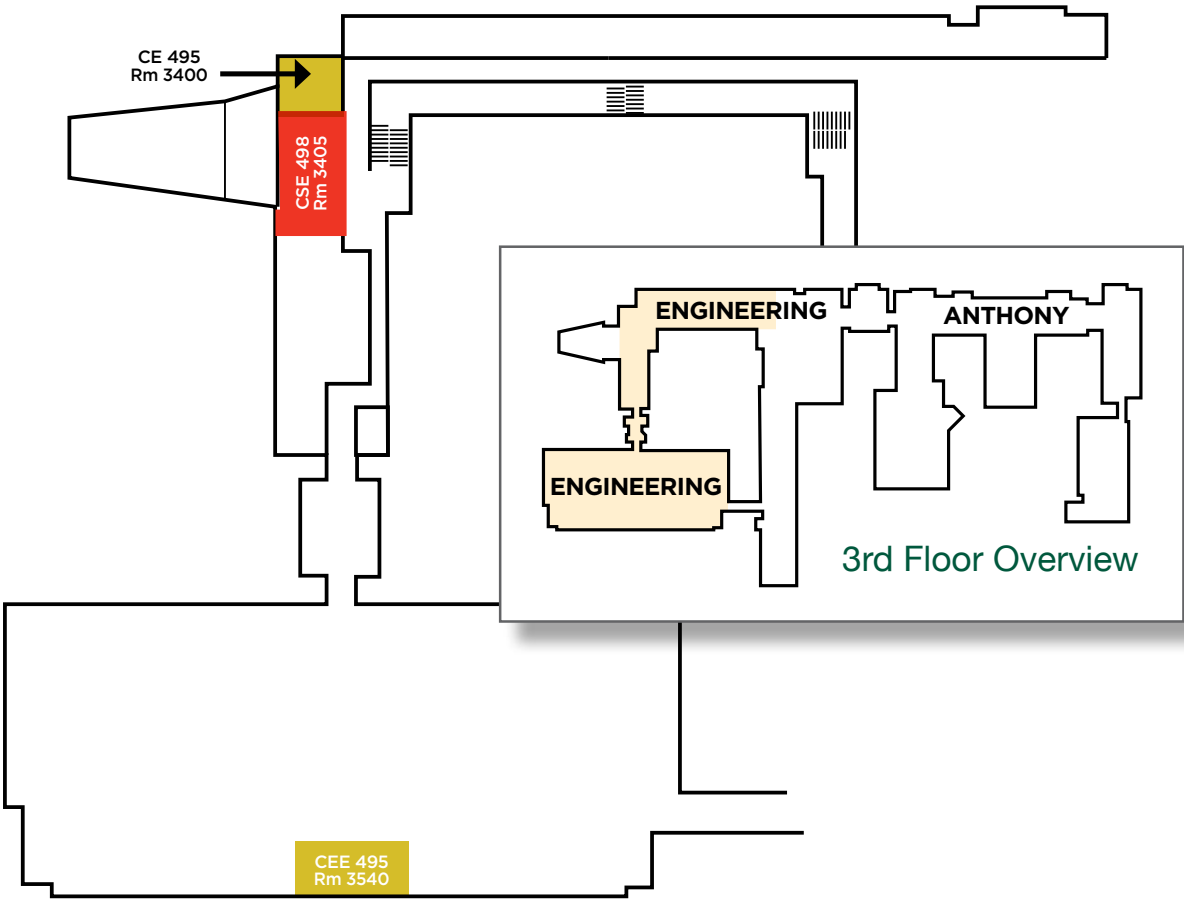 CE 495
Rm 3400
CSE 498
Rm 3405
ENGINEERING
ANTHONY
ENGINEERING
3rd Floor Overview
CEE 495
Rm 3540